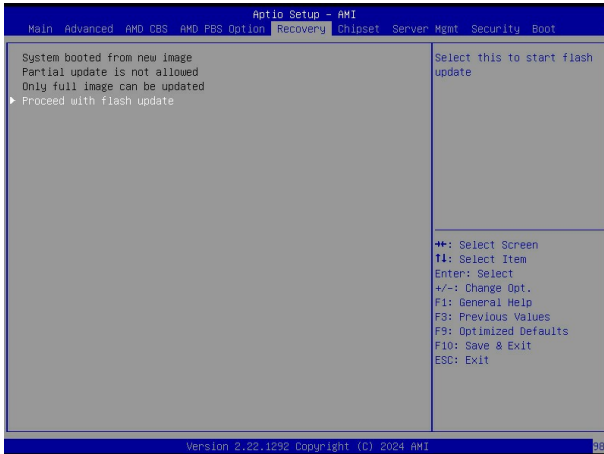 Aptio Setup - AMI
Main Advanced AMD CBS AMD PBS Option Recovery Chipset Server Mgmt Security Boot
System booted from new image
Partial update is not allowed
Only full image can be updated
▶ Proceed with flash update
Select this to start flash
update
→←: Select Screen
↑↓: Select Item
Enter: Select
+/-: Change Opt.
F1: General Help
F3: Previous Values
F9: Optimized Defaults
F10: Save & Exit
ESC: Exit
Version 2.22.1292 Copyright (C) 2024 AMI
98